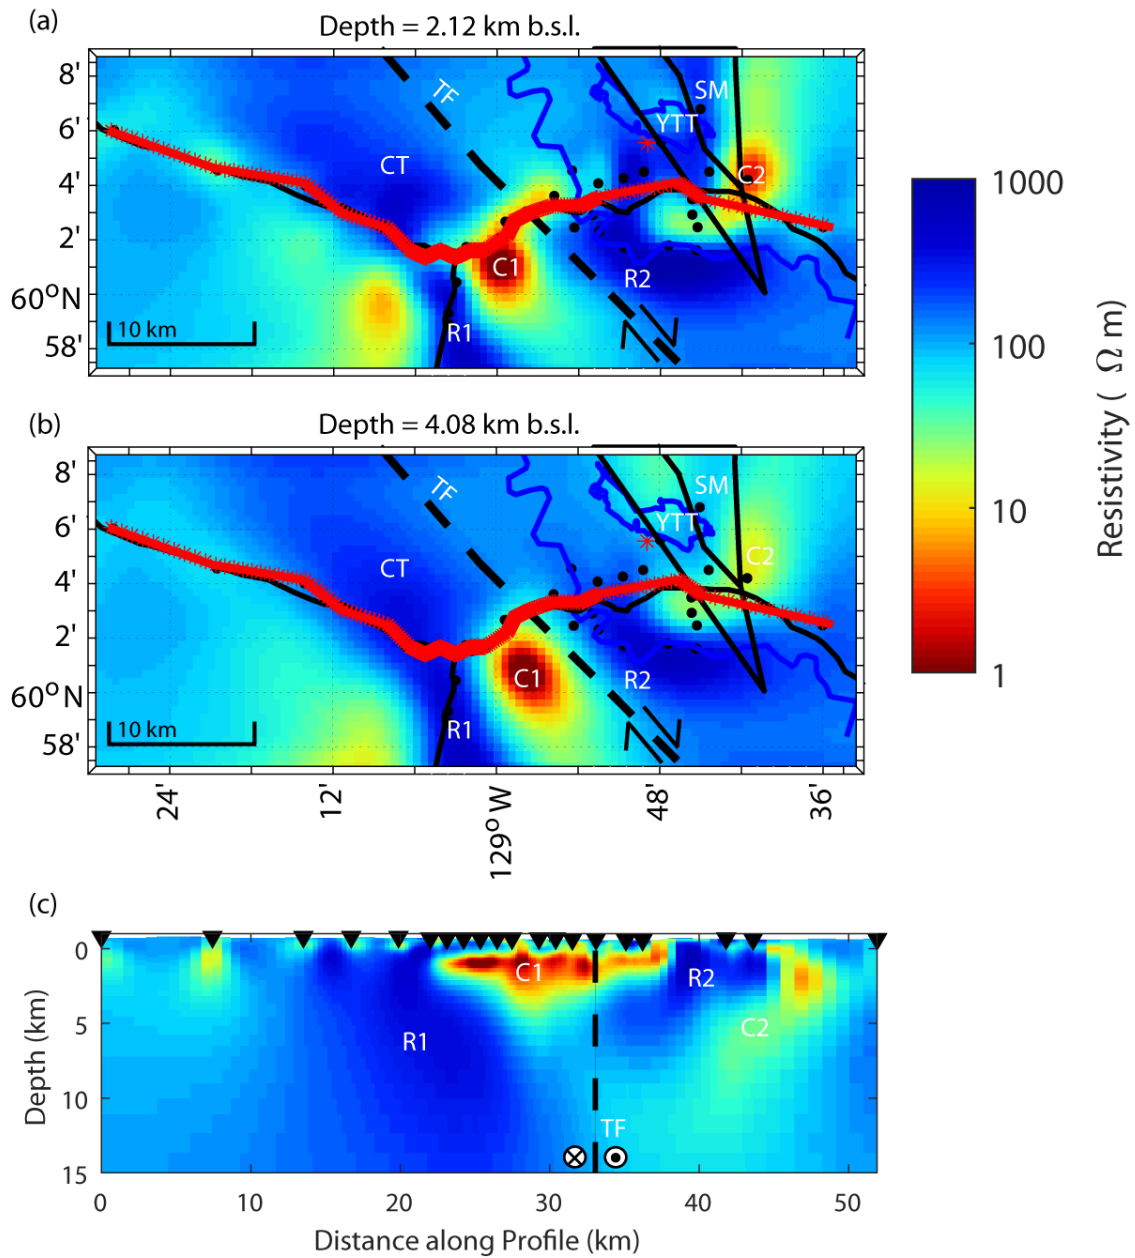 (a)
Depth = 2.12 km b.s.l.
8'
6'
4'
2'
60°N
58'
TF
SM
YTT
CT
C2
C1
R2
R1
10 km
1000
100
10
1
Resistivity ( Ω m)
(b)
Depth = 4.08 km b.s.l.
8'
6'
4'
2'
60°N
58'
TF
SM
YTT
C2
CT
C1
R2
R1
10 km
24'
12'
129°W
48'
36'
(c)
0
5
10
15
Depth (km)
C1
R2
R1
C2
TF
0
10
20
30
40
50
Distance along Profile (km)